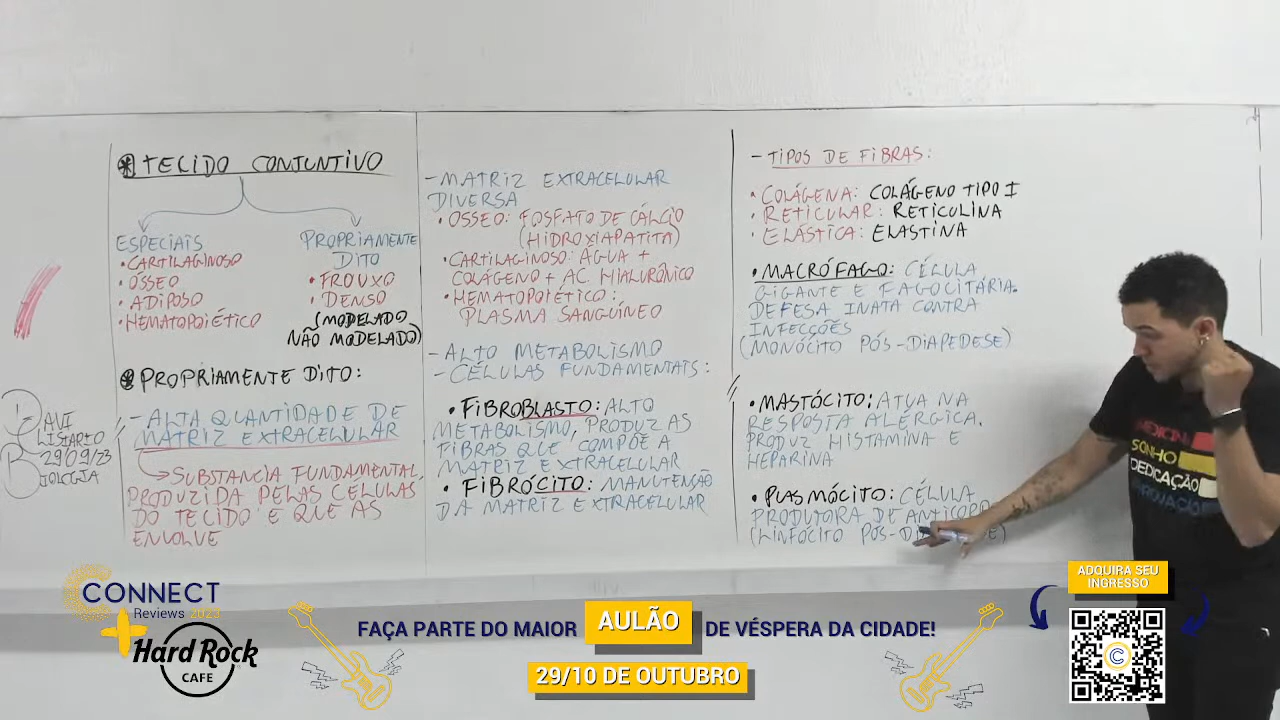 * TECIDO CONJUNTIVO
ESPECIAIS
• CARTILAGINOSO
• ÓSSEO
• ADIPOSO
• HEMATOPOIÉTICO
PROPRIAMENTE
DITO
• FROUXO
• DENSO
(MODELADO
NÃO MODELADO)
* PROPRIAMENTE DITO:
- ALTA QUANTIDADE DE
MATRIZ EXTRACELULAR
→ SUBSTANCIA FUNDAMENTAL
PRODUZIDA PELAS CÉLULAS
DO TECIDO E QUE AS
ENVOLVE
DAVI
LISTARTO
29/09/23
BIOLOGIA
- MATRIZ EXTRACELULAR
DIVERSA
• ÓSSEO: FOSFATO DE CÁLCIO
(HIDROXIAPATITA)
• CARTILAGINOSO: ÁGUA +
COLÁGENO + AC. HIALURÔNICO
• HEMATOPOIÉTICO:
PLASMA SANGUÍNEO
- ALTO METABOLISMO
- CÉLULAS FUNDAMENTAIS:
• FIBROBLASTO: ALTO
METABOLISMO, PRODUZ AS
FIBRAS QUE COMPÕE A
MATRIZ EXTRACELULAR
• FIBRÓCITO: MANUTENÇÃO
DA MATRIZ EXTRACELULAR
- TIPOS DE FIBRAS:
• COLÁGENA: COLÁGENO TIPO I
• RETICULAR: RETICULINA
• ELÁSTICA: ELASTINA
• MACRÓFAGO: CÉLULA
GIGANTE E FAGOCITÁRIA.
DEFESA INATA CONTRA
INFECÇÕES
(MONÓCITO PÓS-DIAPEDESE)
• MASTÓCITO: ATUA NA
RESPOSTA ALÉRGICA.
PRODUZ HISTAMINA E
HEPARINA
• PLASMÓCITO: CÉLULA
PRODUTORA DE ANTICORPO
(LINFÓCITO PÓS-
SONHO
DEDICAÇÃO
CONNECT
Reviews 2023
+
Hard Rock
CAFE
FAÇA PARTE DO MAIOR AULÃO DE VÉSPERA DA CIDADE!
29/10 DE OUTUBRO
ADQUIRA SEU
INGRESSO